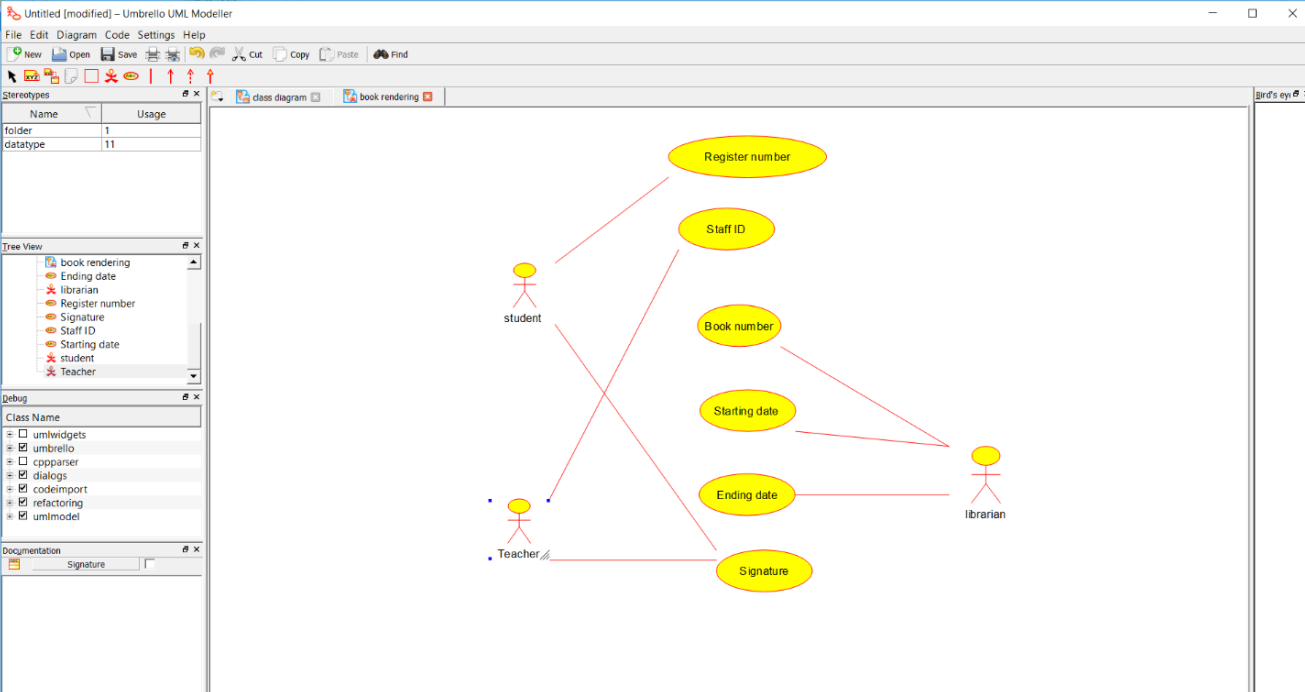 Untitled [modified] – Umbrello UML Modeller
File Edit Diagram Code Settings Help
New Open Save Cut Copy Paste Find
XYZ
Stereotypes
Name Usage
folder 1
datatype 11
Tree View
book rendering
Ending date
librarian
Register number
Signature
Staff ID
Starting date
student
Teacher
Debug
Class Name
umlwidgets
umbrello
cppparser
dialogs
codeimport
refactoring
umlmodel
Documentation
Signature
class diagram book rendering
Register number
Staff ID
student
Book number
Starting date
Ending date
librarian
Teacher
Signature
Bird's ey